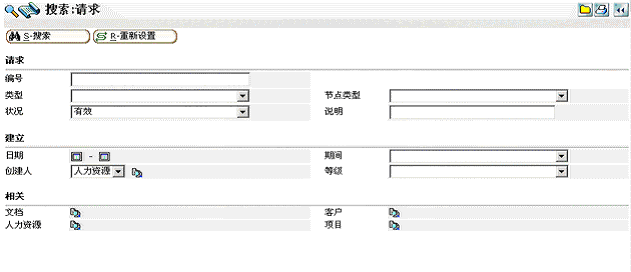 搜索:请求
S-搜索 R-重新设置
请求
编号
类型 节点类型
状况 有效 说明
建立
日期 - 期间
创建人 人力资源 等级
相关
文档 客户
人力资源 项目